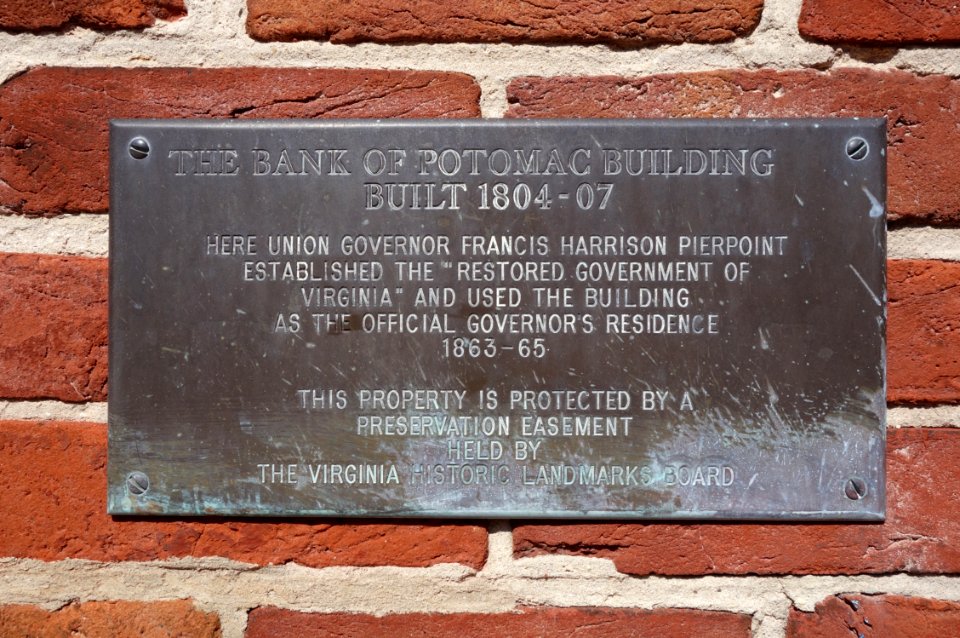 THE BANK OF POTOMAC BUILDING
BUILT 1804-07
HERE UNION GOVERNOR FRANCIS HARRISON PIERPOINT
ESTABLISHED THE "RESTORED GOVERNMENT OF
VIRGINIA" AND USED THE BUILDING
AS THE OFFICIAL GOVERNOR'S RESIDENCE
1863-65
THIS PROPERTY IS PROTECTED BY A
PRESERVATION EASEMENT
HELD BY
THE VIRGINIA HISTORIC LANDMARKS BOARD